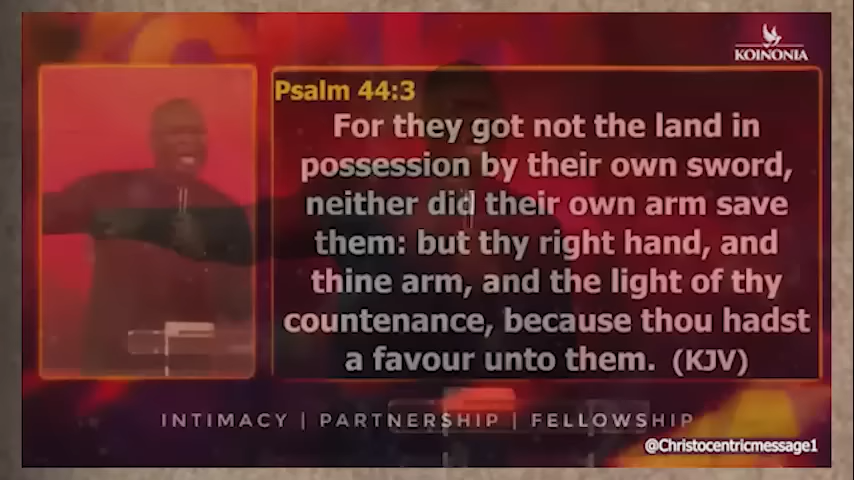 KOINONIA
Psalm 44:3
For they got not the land in
possession by their own sword,
neither did their own arm save
them: but thy right hand, and
thine arm, and the light of thy
countenance, because thou hadst
a favour unto them. (KJV)
INTIMACY | PARTNERSHIP | FELLOWSHIP
@Christocentricmessage1